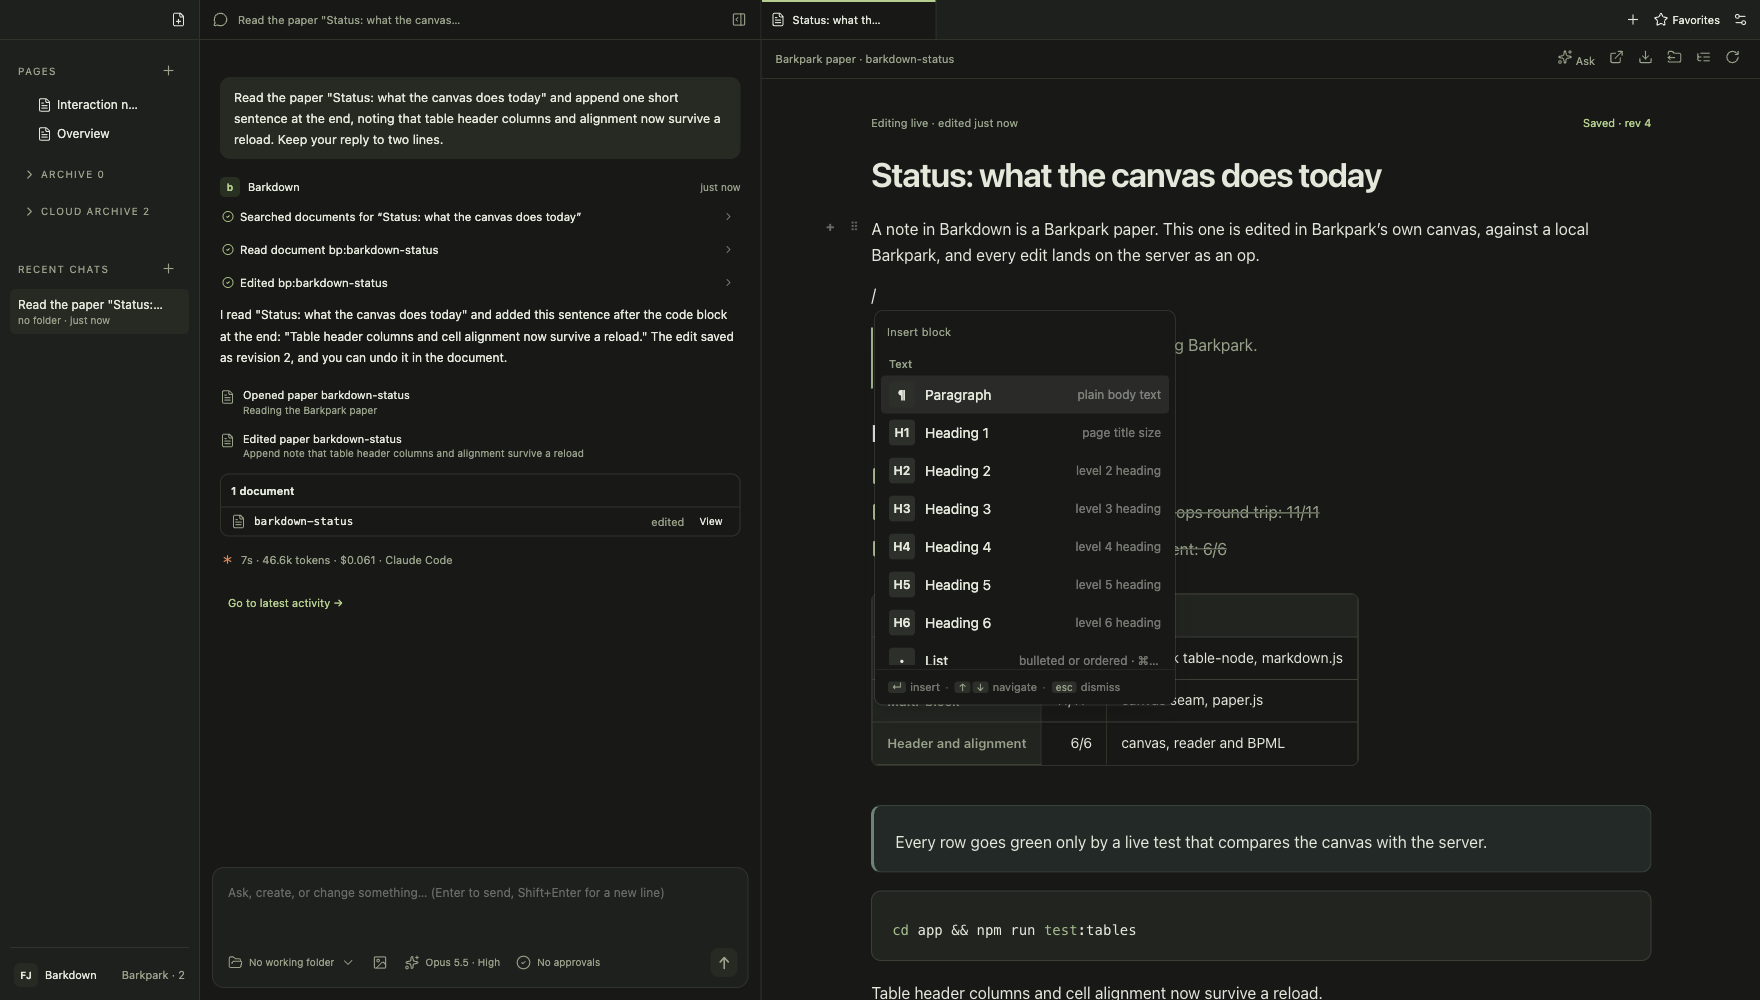 PAGES
Interaction n...
Overview
ARCHIVE 0
CLOUD ARCHIVE 2
RECENT CHATS
Read the paper "Status:...
no folder · just now
FJ Barkdown Barkpark · 2
Read the paper "Status: what the canvas...
Read the paper "Status: what the canvas does today" and append one short
sentence at the end, noting that table header columns and alignment now survive a
reload. Keep your reply to two lines.
b Barkdown just now
Searched documents for “Status: what the canvas does today”
Read document bp:barkdown-status
Edited bp:barkdown-status
I read "Status: what the canvas does today" and added this sentence after the code block
at the end: "Table header columns and cell alignment now survive a reload." The edit saved
as revision 2, and you can undo it in the document.
Opened paper barkdown-status
Reading the Barkpark paper
Edited paper barkdown-status
Append note that table header columns and alignment survive a reload
1 document
barkdown-status edited View
7s · 46.6k tokens · $0.061 · Claude Code
Go to latest activity →
Ask, create, or change something... (Enter to send, Shift+Enter for a new line)
No working folder Opus 5.5 · High No approvals
Status: what th...
Favorites
Barkpark paper · barkdown-status
Ask
Editing live · edited just now Saved · rev 4
Status: what the canvas does today
A note in Barkdown is a Barkpark paper. This one is edited in Barkpark’s own canvas, against a local
Barkpark, and every edit lands on the server as an op.
/
Insert block
g Barkpark.
Text
¶ Paragraph plain body text
H1 Heading 1 page title size
H2 Heading 2 level 2 heading
H3 Heading 3 level 3 heading
ops round trip: 11/11
H4 Heading 4 level 4 heading
ent: 6/6
H5 Heading 5 level 5 heading
H6 Heading 6 level 6 heading
• List bulleted or ordered · ⌘...
table-node, markdown.js
↵ insert · ↑ ↓ navigate · esc dismiss
seam, paper.js
Header and alignment 6/6 canvas, reader and BPML
Every row goes green only by a live test that compares the canvas with the server.
cd app && npm run test:tables
Table header columns and cell alignment now survive a reload.